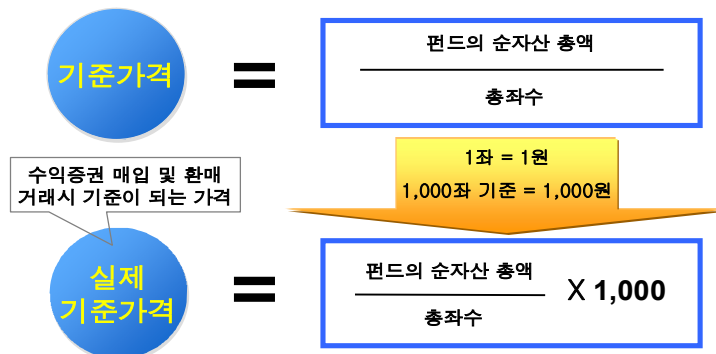 기준가격
=
펀드의 순자산 총액
총좌수
1좌 = 1원
1,000좌 기준 = 1,000원
수익증권 매입 및 환매
거래시 기준이 되는 가격
실제
기준가격
=
펀드의 순자산 총액
총좌수
X 1,000